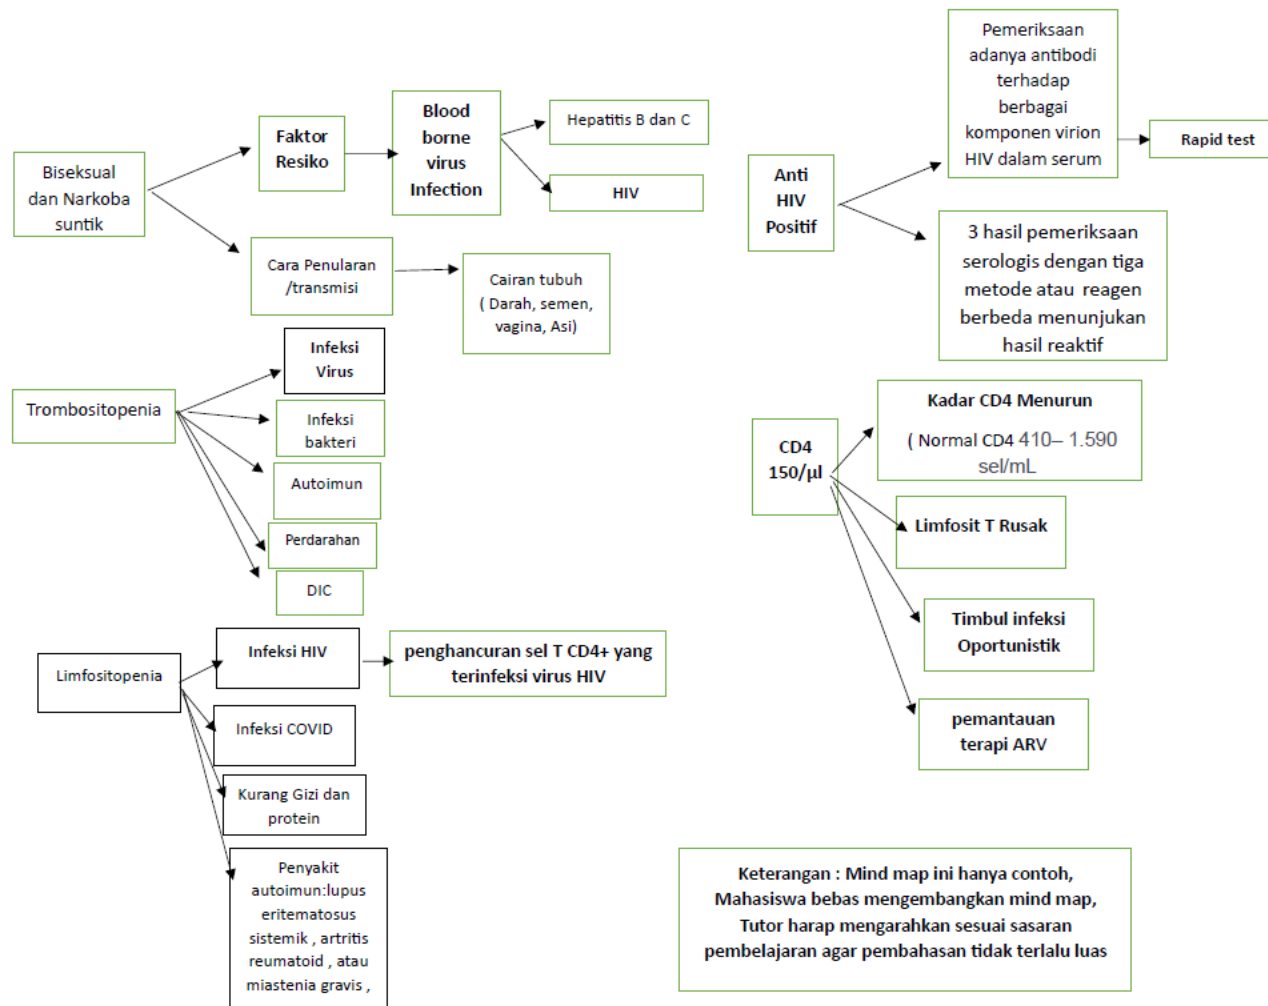 Biseksual
dan Narkoba
suntik
Faktor
Resiko
Blood
borne
virus
Infection
Hepatitis B dan C
HIV
Cara Penularan
/transmisi
Cairan tubuh
( Darah, semen,
vagina, Asi)
Trombositopenia
Infeksi
Virus
Infeksi
bakteri
Autoimun
Perdarahan
DIC
Limfositopenia
Infeksi HIV
penghancuran sel T CD4+ yang
terinfeksi virus HIV
Infeksi COVID
Kurang Gizi dan
protein
Penyakit
autoimun:lupus
eritematosus
sistemik , artritis
reumatoid , atau
miastenia gravis ,
Anti
HIV
Positif
Pemeriksaan
adanya antibodi
terhadap
berbagai
komponen virion
HIV dalam serum
Rapid test
3 hasil pemeriksaan
serologis dengan tiga
metode atau reagen
berbeda menunjukan
hasil reaktif
CD4
150/µl
Kadar CD4 Menurun
( Normal CD4 410– 1.590
sel/mL
Limfosit T Rusak
Timbul infeksi
Oportunistik
pemantauan
terapi ARV
Keterangan : Mind map ini hanya contoh,
Mahasiswa bebas mengembangkan mind map,
Tutor harap mengarahkan sesuai sasaran
pembelajaran agar pembahasan tidak terlalu luas